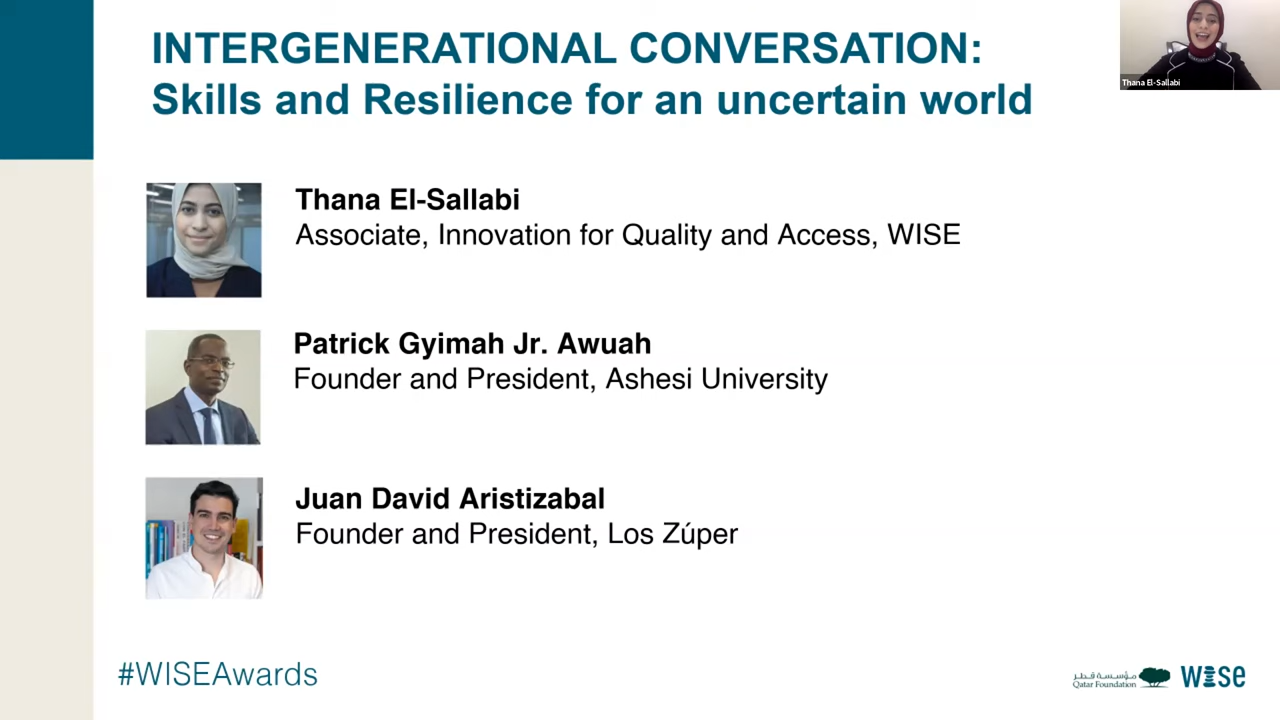 INTERGENERATIONAL CONVERSATION:
Skills and Resilience for an uncertain world
Thana El-Sallabi
Thana El-Sallabi
Associate, Innovation for Quality and Access, WISE
Patrick Gyimah Jr. Awuah
Founder and President, Ashesi University
Juan David Aristizabal
Founder and President, Los Zúper
#WISEAwards
مؤسسة قطر
Qatar Foundation
WISE